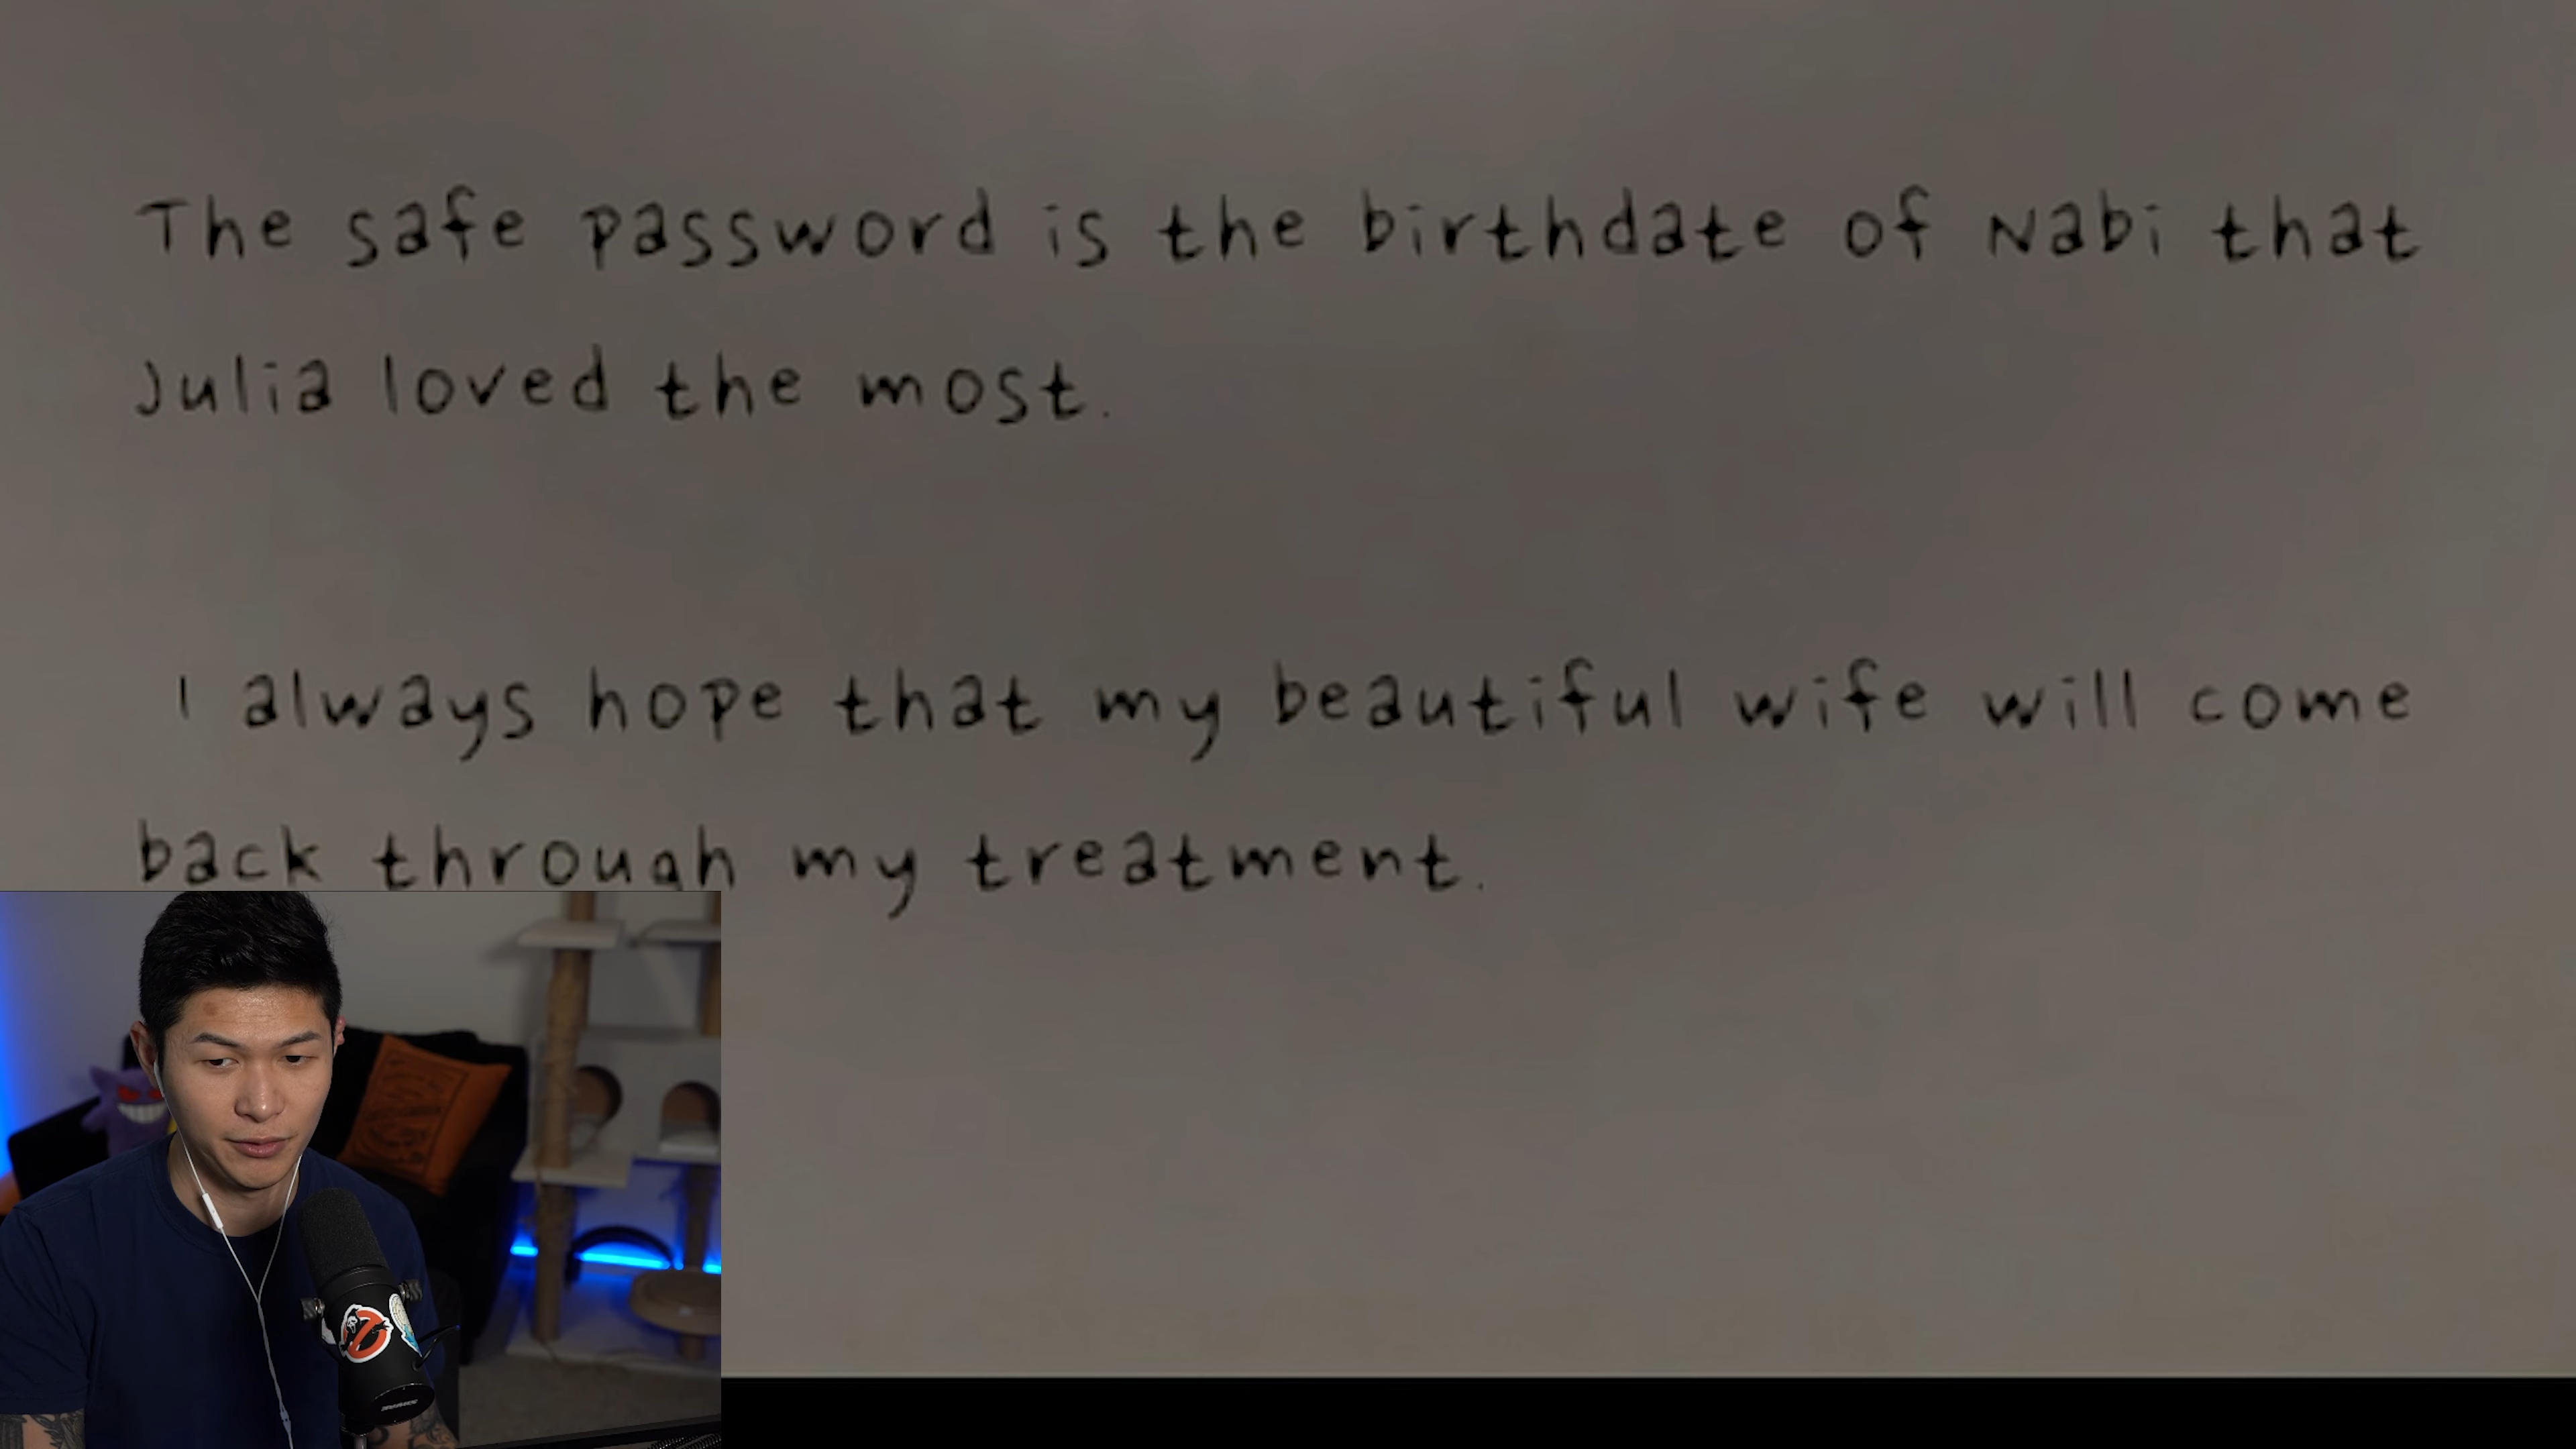 The safe password is the birthdate of Nabi that
Julia loved the most.
I always hope that my beautiful wife will come
back through my treatment.